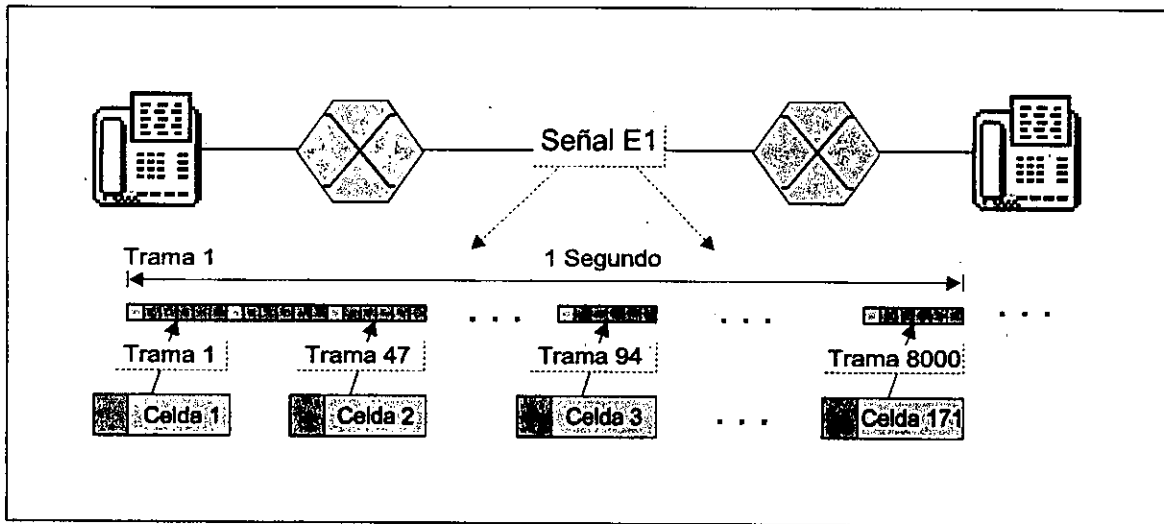 Señal E1
Trama 1
1 Segundo
. . .
. . .
. . .
Trama 1
Trama 47
Trama 94
Trama 8000
Celda 1
Celda 2
Celda 3
. . .
Celda 171